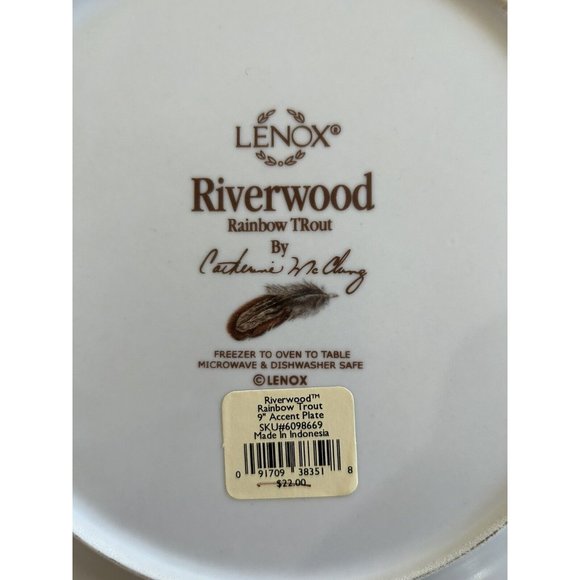 LENOX®
Riverwood
Rainbow TRout
By
Catherine McClung
FREEZER TO OVEN TO TABLE
MICROWAVE & DISHWASHER SAFE
© LENOX
Riverwood™
Rainbow Trout
9" Accent Plate
SKU#6098669
Made In Indonesia
0 91709 38351 8
$22.00